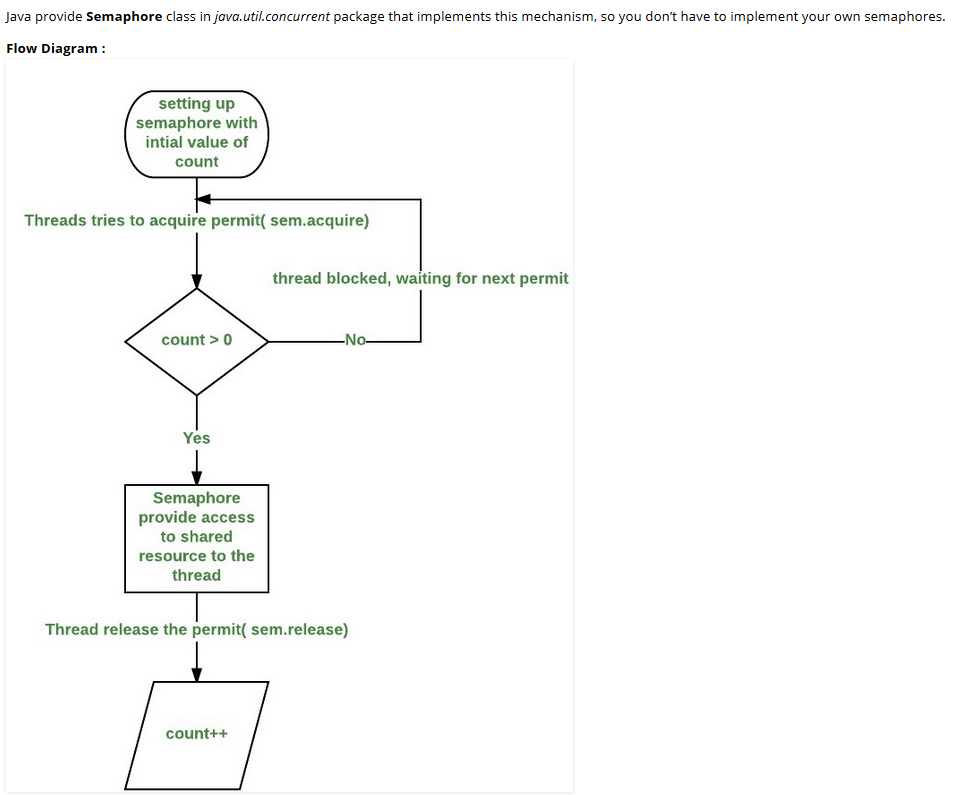 Java provide Semaphore class in java.util.concurrent package that implements this mechanism, so you don’t have to implement your own semaphores.
Flow Diagram :
setting up
semaphore with
intial value of
count
Threads tries to acquire permit( sem.acquire)
thread blocked, waiting for next permit
count > 0
No
Yes
Semaphore
provide access
to shared
resource to the
thread
Thread release the permit( sem.release)
count++